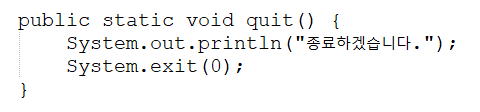 public static void quit() {
    System.out.println("종료하겠습니다.");
    System.exit(0);
}